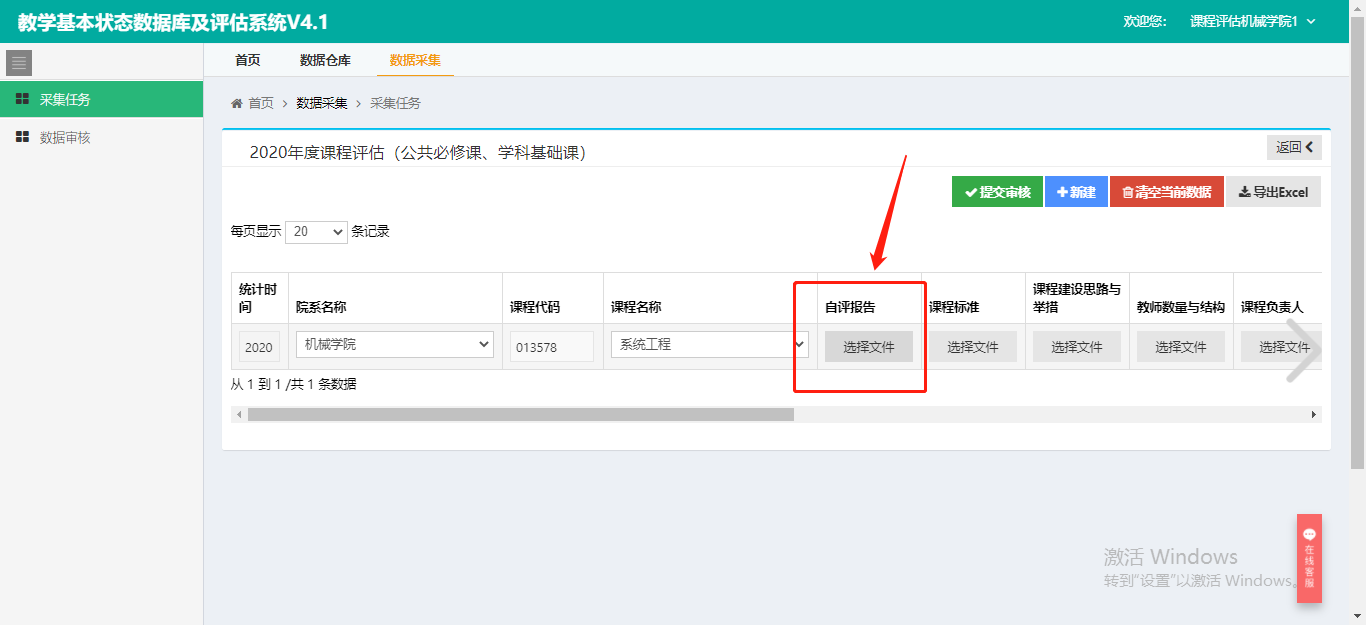 教学基本状态数据库及评估系统V4.1
欢迎您: 课程评估机械学院1
首页 数据仓库 数据采集
采集任务
数据审核
首页 > 数据采集 > 采集任务
2020年度课程评估（公共必修课、学科基础课）
返回
提交审核 新建 清空当前数据 导出Excel
每页显示 20 条记录
统计时间 院系名称 课程代码 课程名称 自评报告 课程标准 课程建设思路与举措 教师数量与结构 课程负责人
2020 机械学院 013578 系统工程 选择文件 选择文件 选择文件 选择文件 选择文件
从 1 到 1 /共 1 条数据
激活 Windows
转到"设置"以激活 Windows。
在线客服